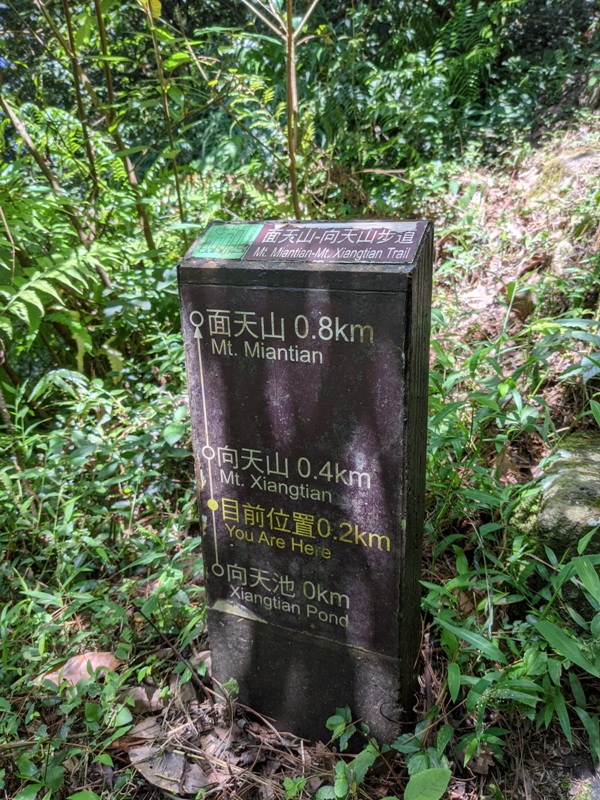 面天山-向天山步道
Mt. Miantian-Mt. Xiangtian Trail
面天山 0.8km
Mt. Miantian
向天山 0.4km
Mt. Xiangtian
目前位置0.2km
You Are Here
向天池 0km
Xiangtian Pond